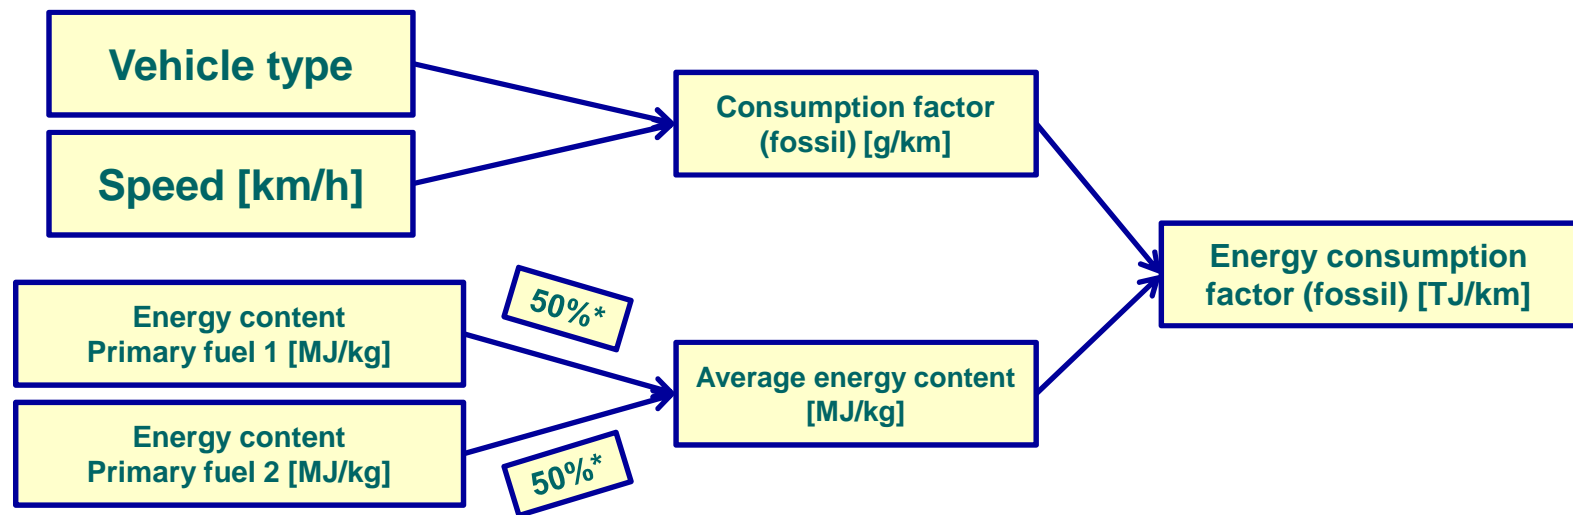 Vehicle type
Speed [km/h]
Consumption factor
(fossil) [g/km]
Energy consumption
factor (fossil) [TJ/km]
Energy content
Primary fuel 1 [MJ/kg]
50%*
Average energy content
[MJ/kg]
Energy content
Primary fuel 2 [MJ/kg]
50%*